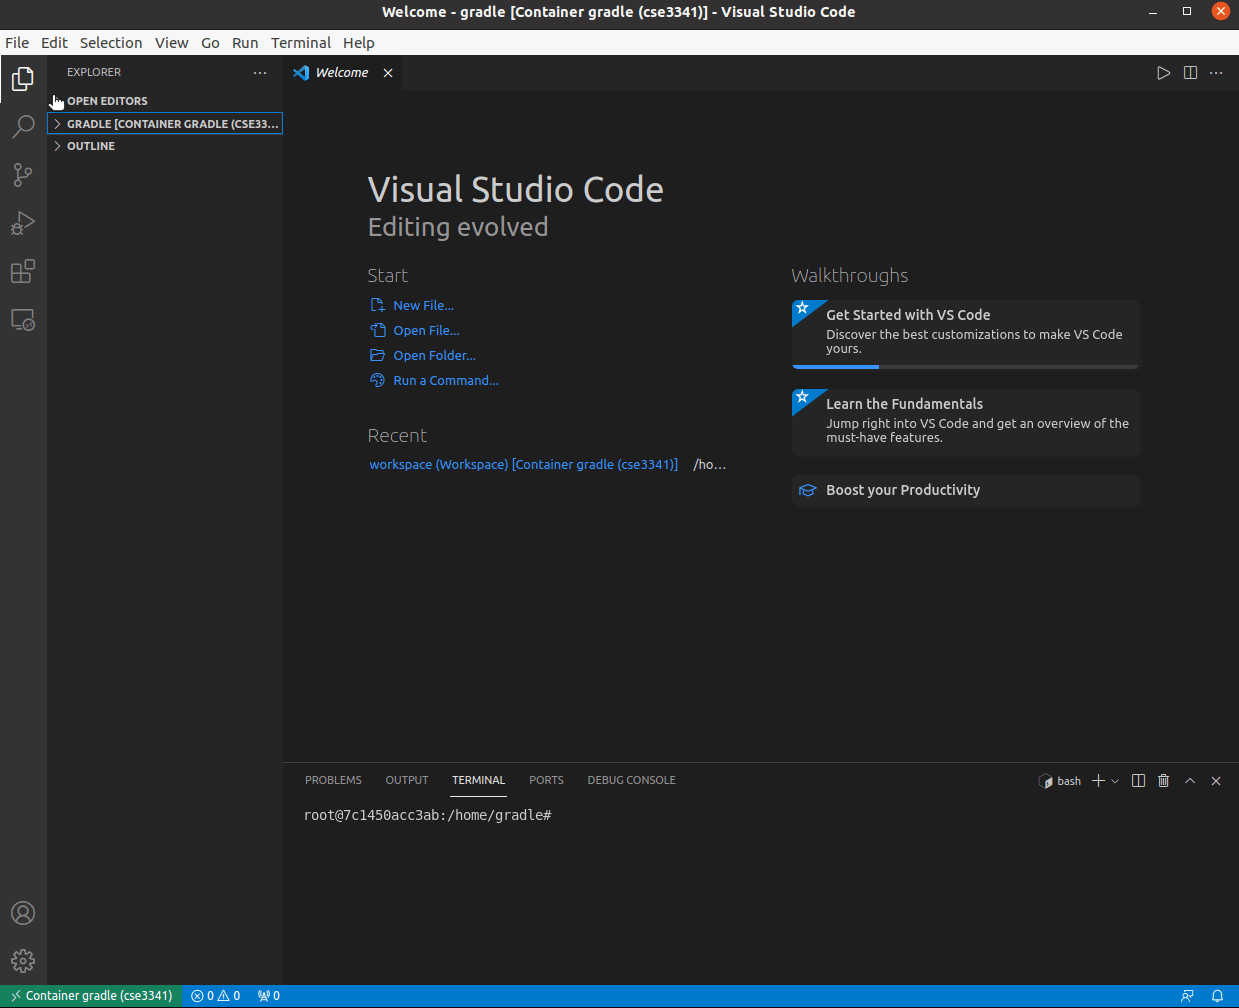 Welcome - gradle [Container gradle (cse3341)] - Visual Studio Code
File Edit Selection View Go Run Terminal Help
EXPLORER
OPEN EDITORS
GRADLE [CONTAINER GRADLE (CSE33...
OUTLINE
Welcome
Visual Studio Code
Editing evolved
Start
New File...
Open File...
Open Folder...
Run a Command...
Recent
workspace (Workspace) [Container gradle (cse3341)] /ho...
Walkthroughs
Get Started with VS Code
Discover the best customizations to make VS Code
yours.
Learn the Fundamentals
Jump right into VS Code and get an overview of the
must-have features.
Boost your Productivity
PROBLEMS OUTPUT TERMINAL PORTS DEBUG CONSOLE
bash
root@7c1450acc3ab:/home/gradle#
Container gradle (cse3341) 0 0 0